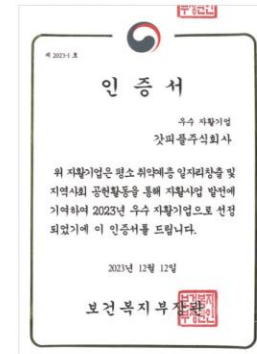 제 2023-1 호
인 증 서
우수 자활기업
갓피플주식회사
위 자활기업은 평소 취약계층 일자리창출 및
지역사회 공헌활동을 통해 자활사업 발전에
기여하여 2023년 우수 자활기업으로 선정
되었기에 이 인증서를 드립니다.
2023년 12월 12일
보건복지부장관